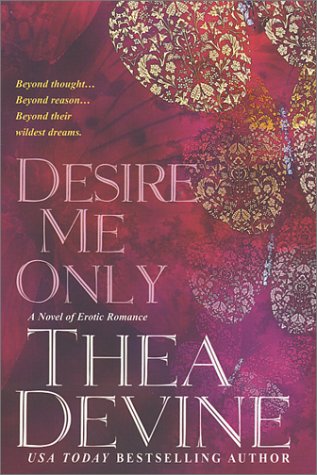 Beyond thought...
Beyond reason...
Beyond their
wildest dreams.
DESIRE
ME
ONLY
A Novel of Erotic Romance
THEA
DEVINE
USA TODAY BESTSELLING AUTHOR